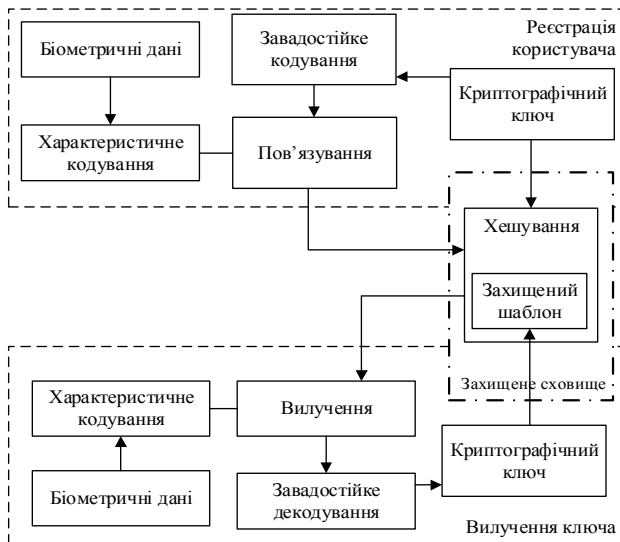 Біометричні дані
Завадостійке
кодування
Реєстрація
користувача
Криптографічний
ключ
Характеристичне
кодування
Пов’язування
Хешування
Захищений
шаблон
Захищене сховище
Характеристичне
кодування
Вилучення
Криптографічний
ключ
Біометричні дані
Завадостійке
декодування
Вилучення ключа